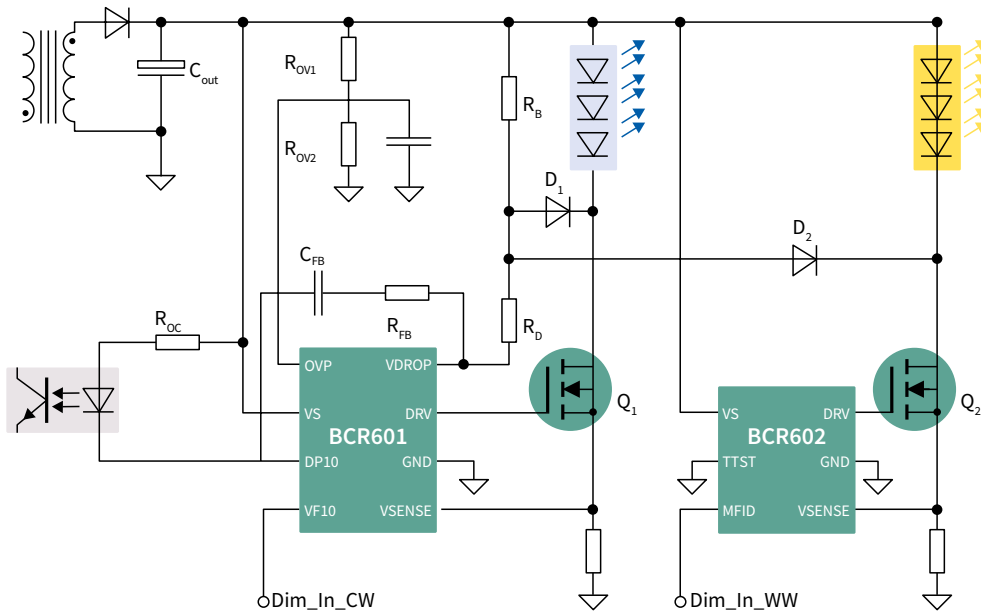 C_out
R_OV1
R_OV2
R_B
D_1
D_2
C_FB
R_FB
R_D
R_OC
OVP
VDROP
VS
DRV
BCR601
DP10
GND
VF10
VSENSE
Q_1
VS
DRV
BCR602
TTST
GND
MFID
VSENSE
Q_2
Dim_In_CW
Dim_In_WW